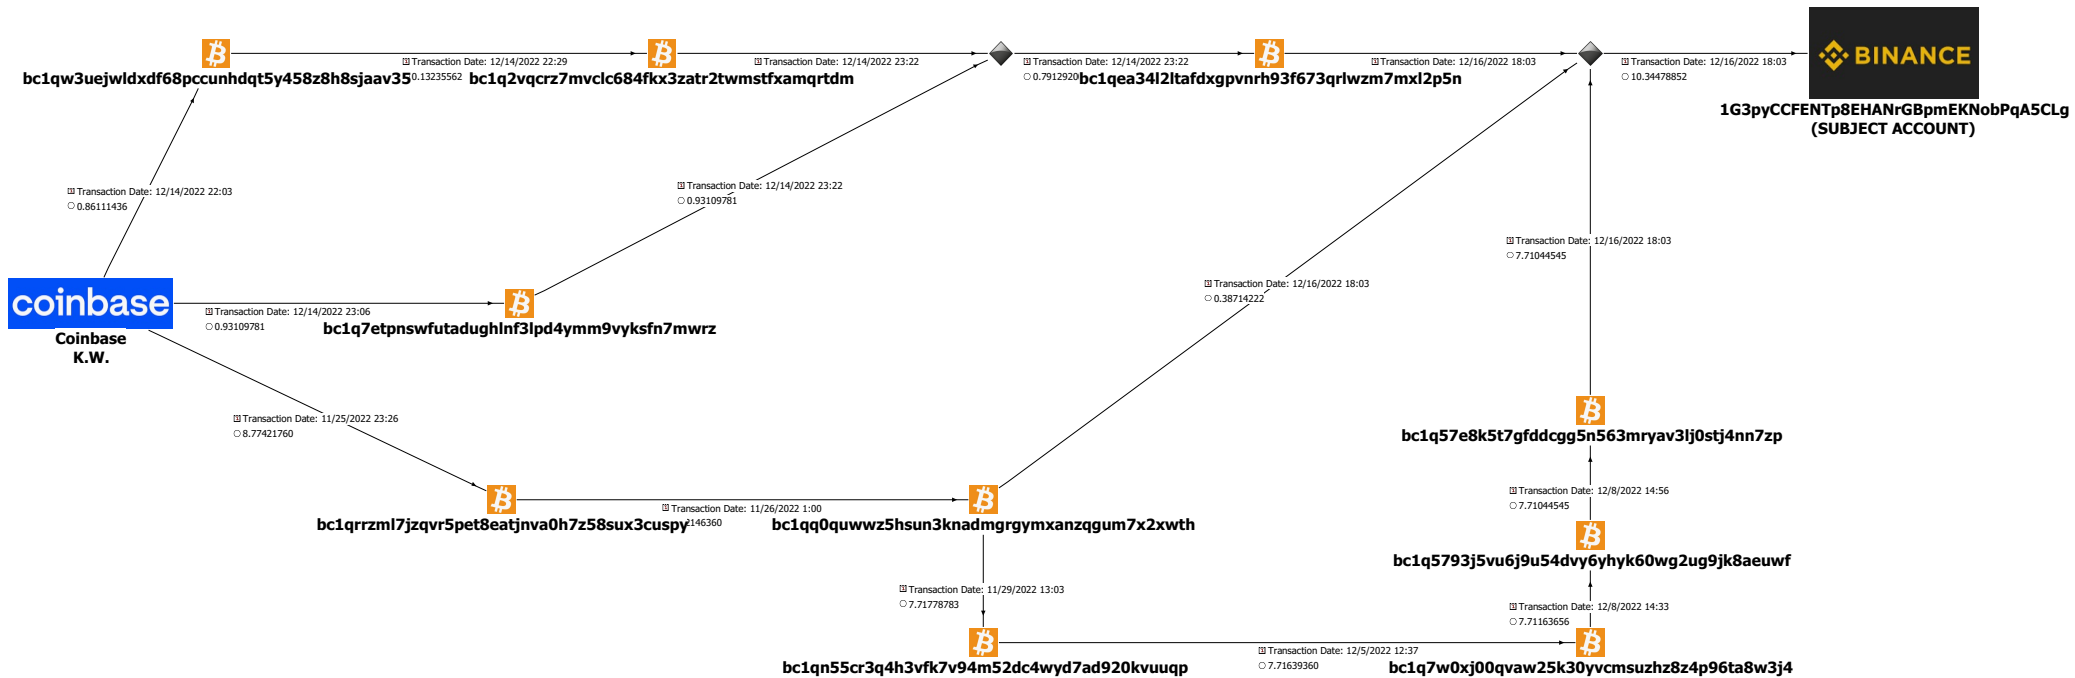 BINANCE
1G3pyCCFENTp8EHANrGBpmEKNobPqA5CLg
(SUBJECT ACCOUNT)
Transaction Date: 12/14/2022 22:29
0.13235562
Transaction Date: 12/14/2022 23:22
Transaction Date: 12/14/2022 23:22
0.7912920
Transaction Date: 12/16/2022 18:03
Transaction Date: 12/16/2022 18:03
10.34478852
bc1qw3uejwldxdf68pccunhdqt5y458z8h8sjaav35
bc1q2vqcrz7mvclc684fkx3zatr2twmstfxamqrtdm
bc1qea34l2ltafdxgpvnrh93f673qrlwzm7mxl2p5n
Transaction Date: 12/14/2022 22:03
0.86111436
Transaction Date: 12/14/2022 23:22
0.93109781
Transaction Date: 12/16/2022 18:03
7.71044545
Transaction Date: 12/16/2022 18:03
0.38714222
coinbase
Coinbase
K.W.
Transaction Date: 12/14/2022 23:06
0.93109781
bc1q7etpnswfutadughlnf3lpd4ymm9vyksfn7mwrz
Transaction Date: 11/25/2022 23:26
8.77421760
bc1q57e8k5t7gfddcgg5n563mryav3lj0stj4nn7zp
Transaction Date: 12/8/2022 14:56
7.71044545
Transaction Date: 11/26/2022 1:00
2146360
bc1qrrzml7jzqvr5pet8eatjnva0h7z58sux3cuspy
bc1qq0quwwz5hsun3knadmgrgymxanzqgum7x2xwth
bc1q5793j5vu6j9u54dvy6yhyk60wg2ug9jk8aeuwf
Transaction Date: 11/29/2022 13:03
7.71778783
Transaction Date: 12/8/2022 14:33
7.71163656
Transaction Date: 12/5/2022 12:37
7.71639360
bc1qn55cr3q4h3vfk7v94m52dc4wyd7ad920kvuuqp
bc1q7w0xj00qvaw25k30yvcmsuzhz8z4p96ta8w3j4